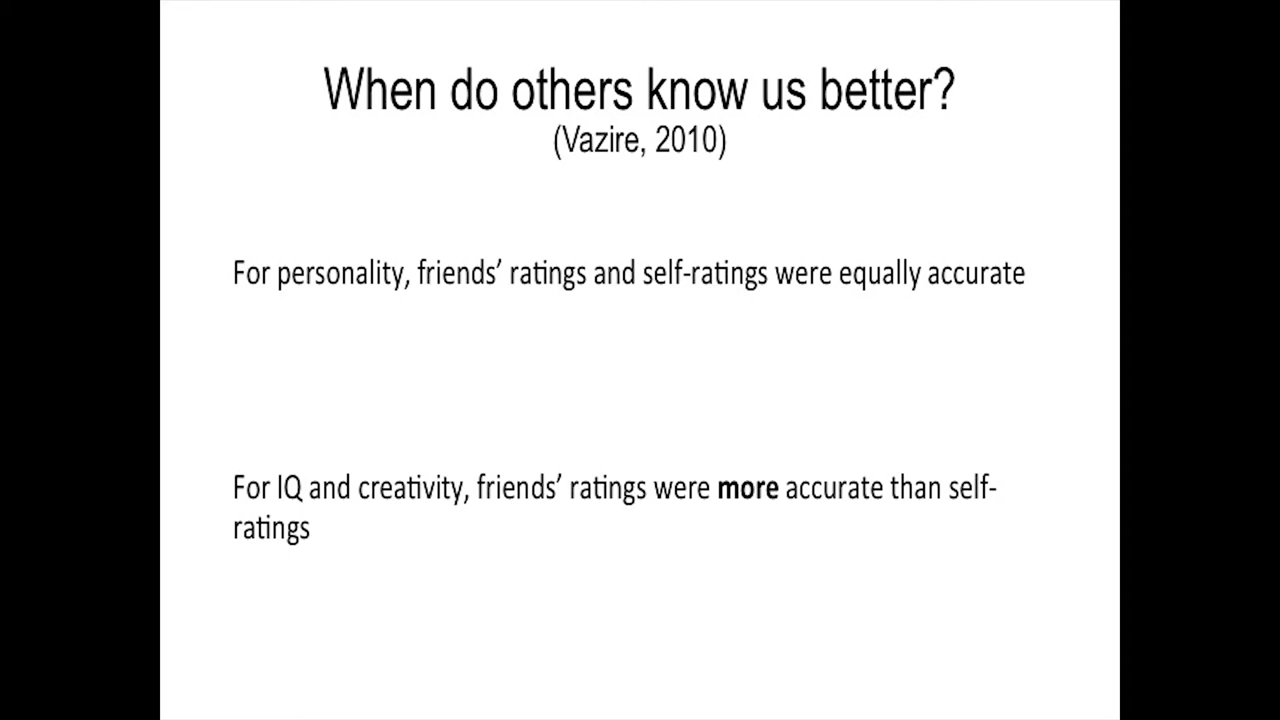 When do others know us better?
(Vazire, 2010)
For personality, friends’ ratings and self-ratings were equally accurate
For IQ and creativity, friends’ ratings were more accurate than self-
ratings